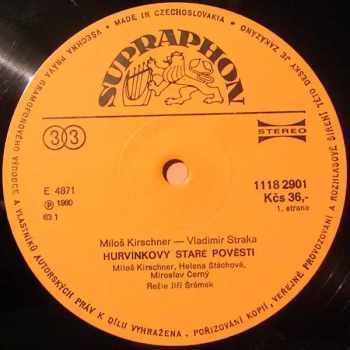 MADE IN CZECHOSLOVAKIA • VŠECHNA PRÁVA GRAMOFONOVÉHO VÝROBCE A VLASTNÍKŮ AUTORSKÝCH PRÁV K DÍLU VYHRAŽENA. POŘIZOVÁNÍ KOPIÍ, VEŘEJNÉ PROVOZOVÁNÍ A ROZHLASOVÉ ŠÍŘENÍ TÉTO DESKY JE ZAKÁZÁNO •
SUPRAPHON
33
STEREO
E 4871
1118 2901
Ⓟ 1980
Kčs 36,-
63 1
1. strana
Miloš Kirschner — Vladimír Straka
HURVÍNKOVY STARÉ POVĚSTI
Miloš Kirschner, Helena Štáchová,
Miroslav Černý
Režie Jiří Šrámek